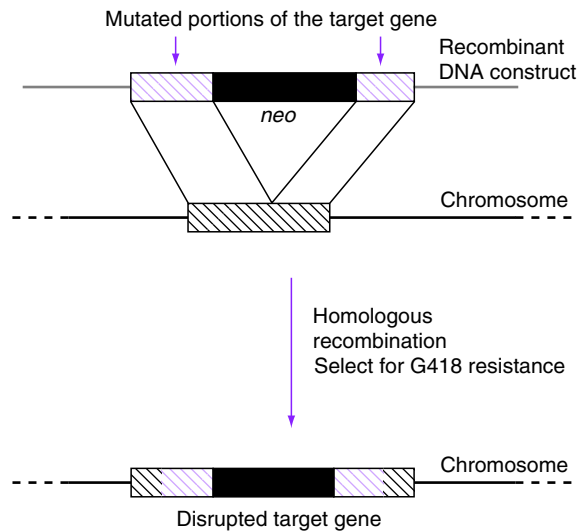 Mutated portions of the target gene
Recombinant
DNA construct
neo
Chromosome
Homologous
recombination
Select for G418 resistance
Chromosome
Disrupted target gene